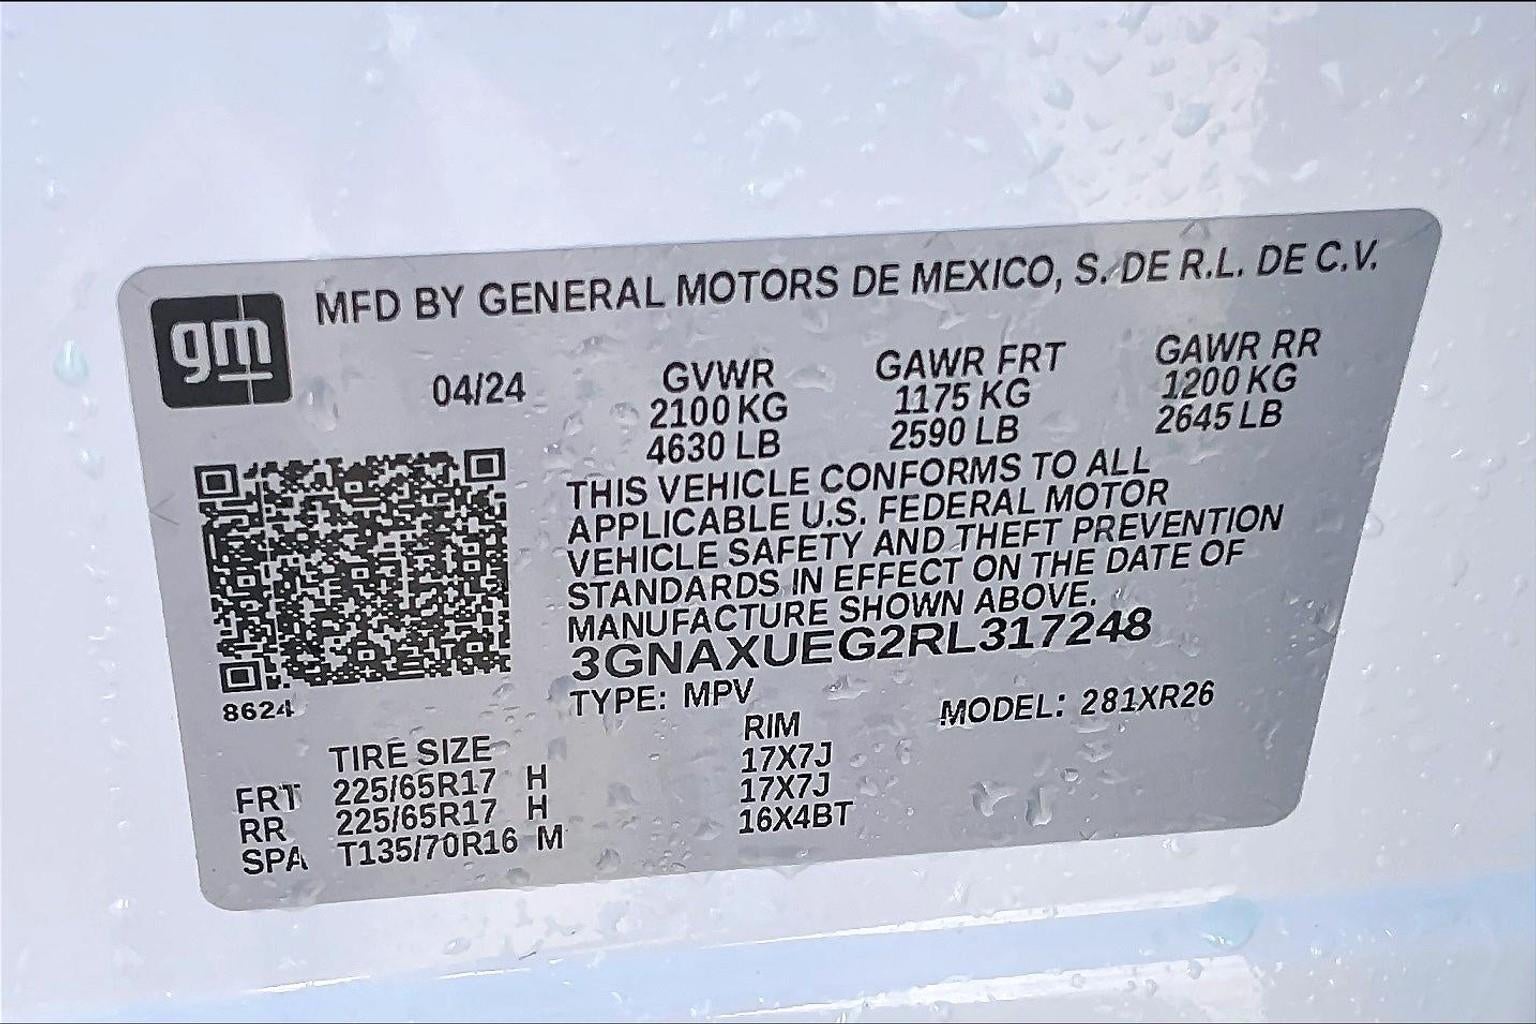 gm
MFD BY GENERAL MOTORS DE MEXICO, S. DE R.L. DE C.V.
04/24 GVWR GAWR FRT GAWR RR
2100 KG 1175 KG 1200 KG
4630 LB 2590 LB 2645 LB
THIS VEHICLE CONFORMS TO ALL
APPLICABLE U.S. FEDERAL MOTOR
VEHICLE SAFETY AND THEFT PREVENTION
STANDARDS IN EFFECT ON THE DATE OF
MANUFACTURE SHOWN ABOVE.
3GNAXUEG2RL317248
8624 TYPE: MPV MODEL: 281XR26
TIRE SIZE RIM
FRT 225/65R17 H 17X7J
RR 225/65R17 H 17X7J
SPA T135/70R16 M 16X4BT